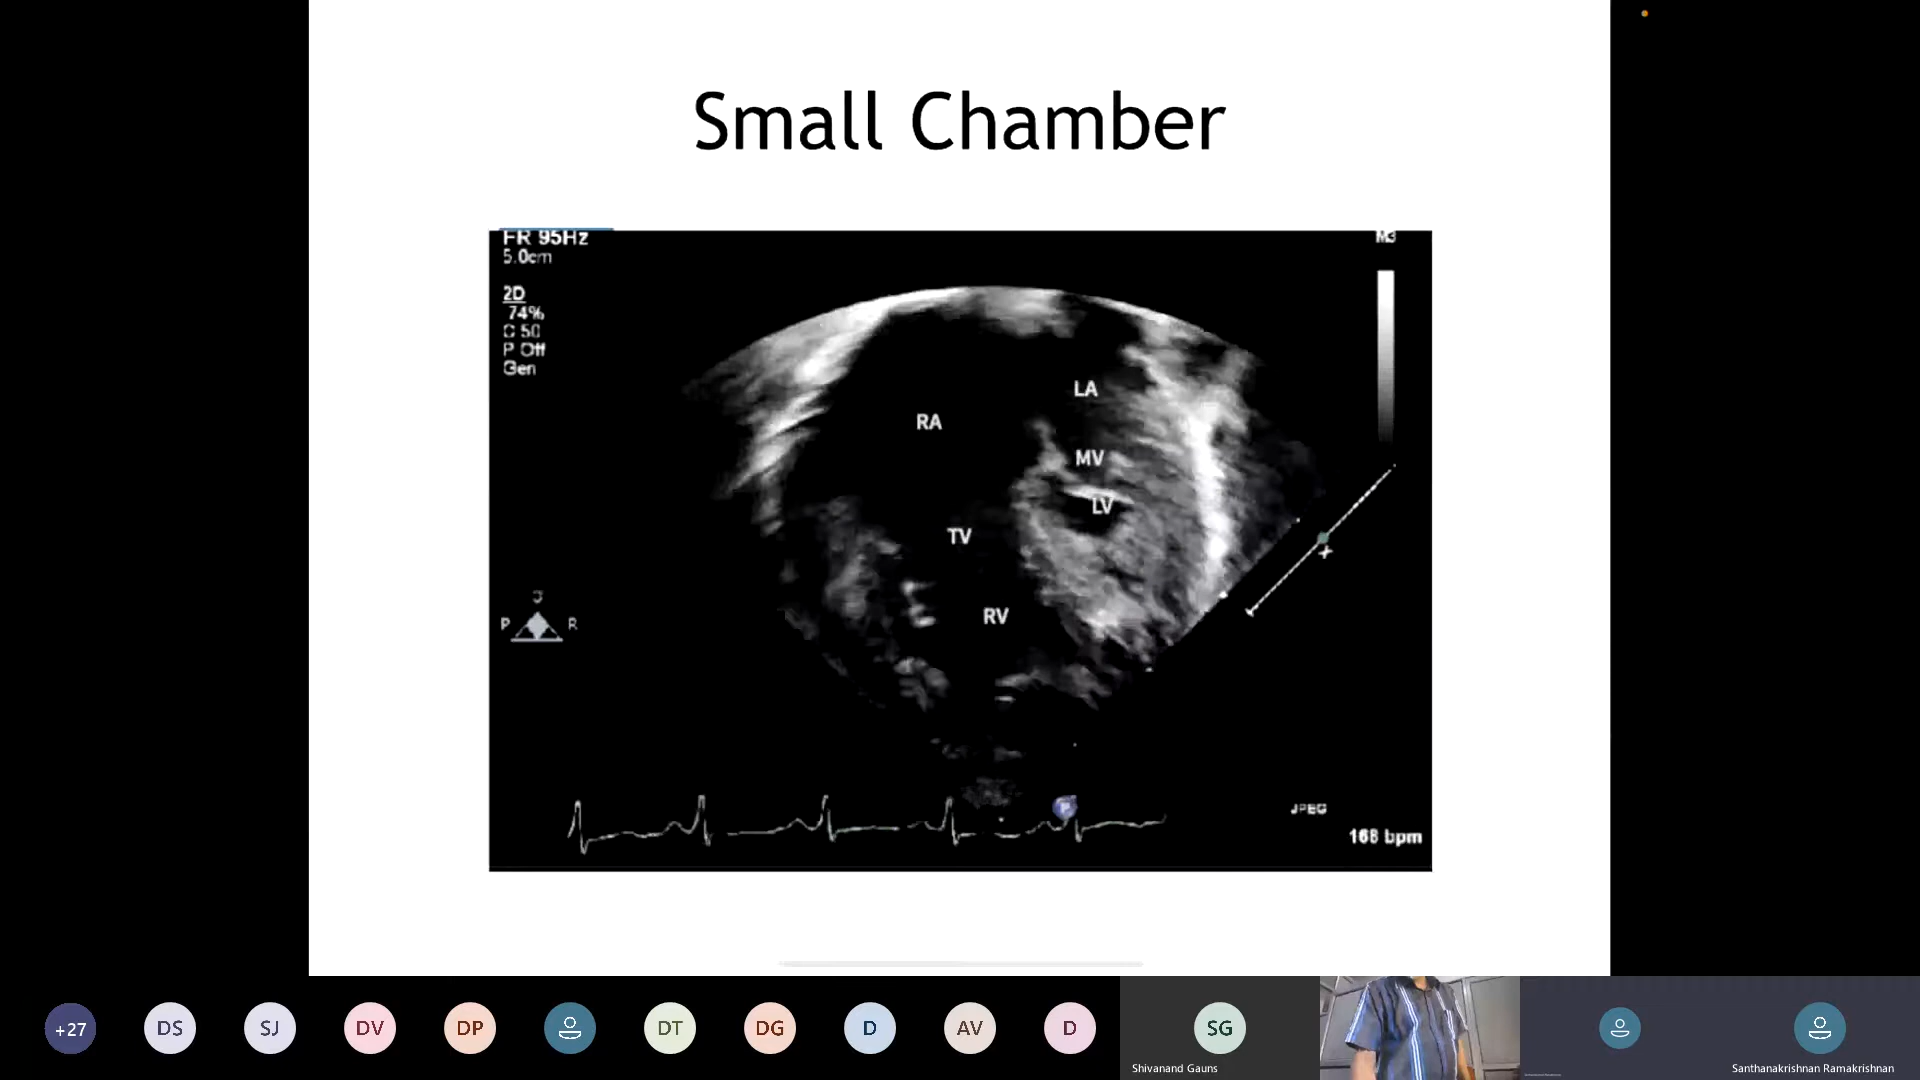 Small Chamber
FR 95Hz
5.0cm
2D
74%
C 50
P Off
Gen
M3
LA
RA
MV
LV
TV
RV
P R
JPEG
168 bpm
+27
DS
SJ
DV
DP
DT
DG
D
AV
D
SG
Shivanand Gauns
Santhanakrishnan Ramakrishnan